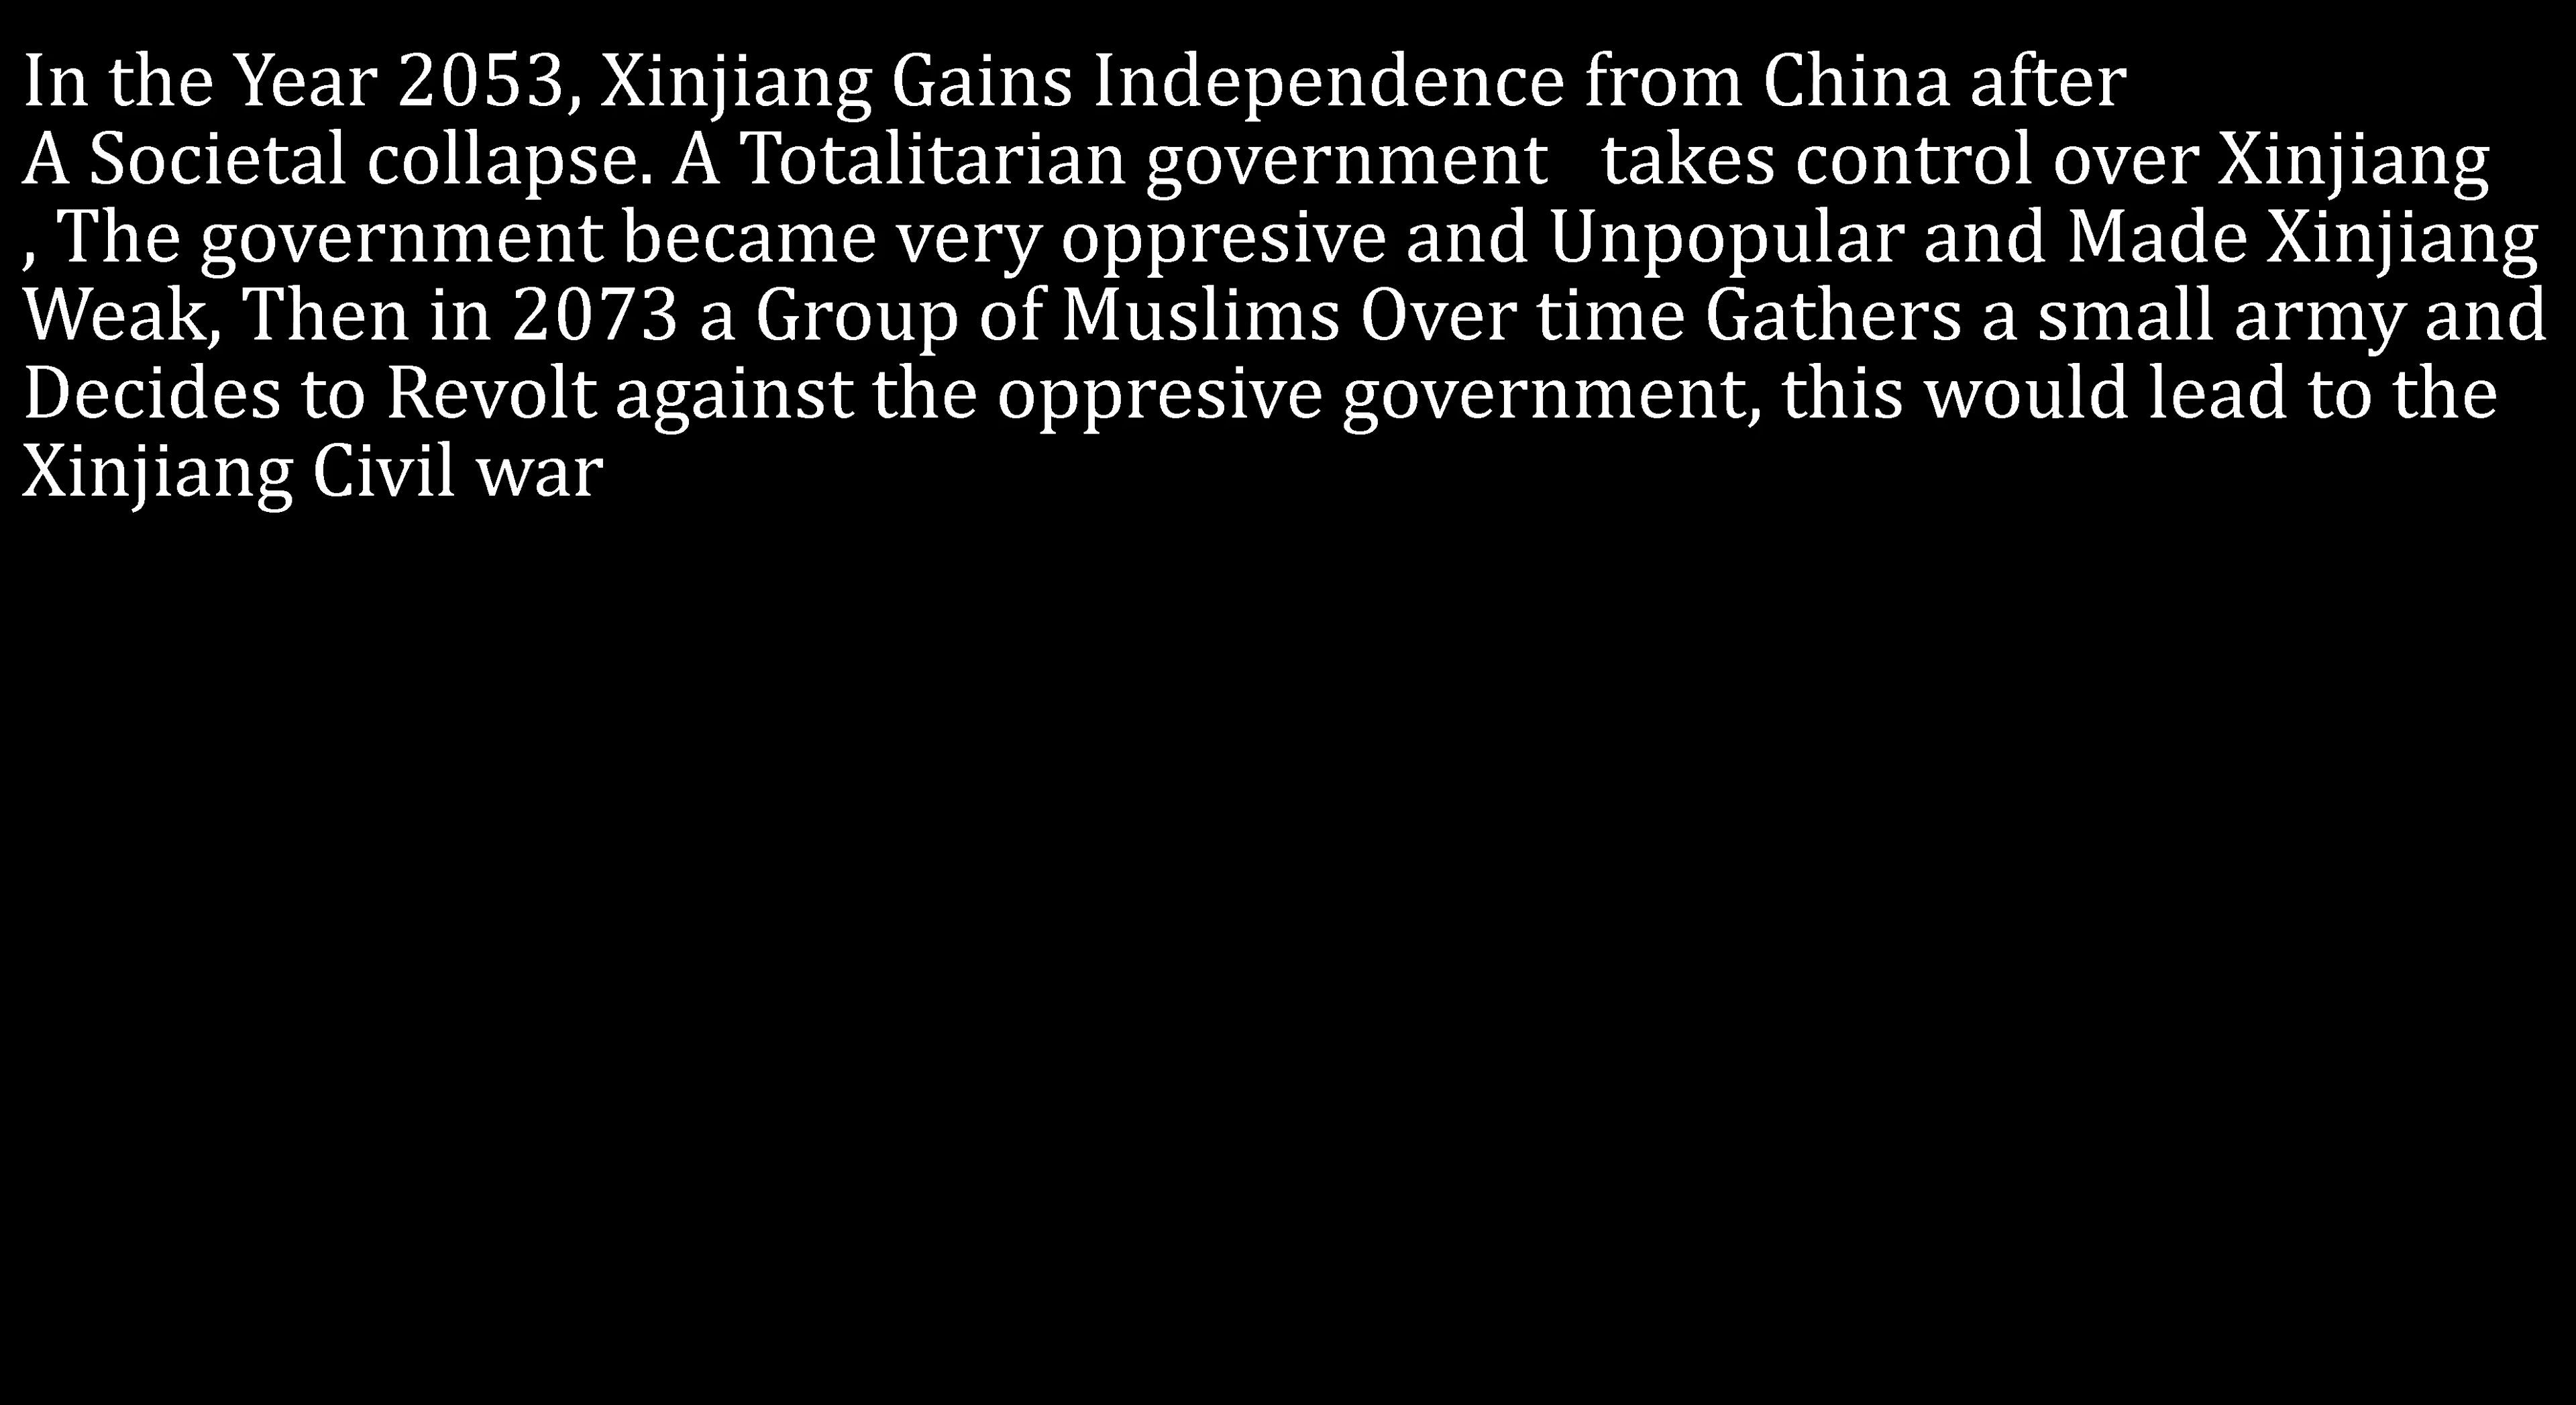 In the Year 2053, Xinjiang Gains Independence from China after
A Societal collapse. A Totalitarian government   takes control over Xinjiang
, The government became very oppresive and Unpopular and Made Xinjiang
Weak, Then in 2073 a Group of Muslims Over time Gathers a small army and
Decides to Revolt against the oppresive government, this would lead to the
Xinjiang Civil war